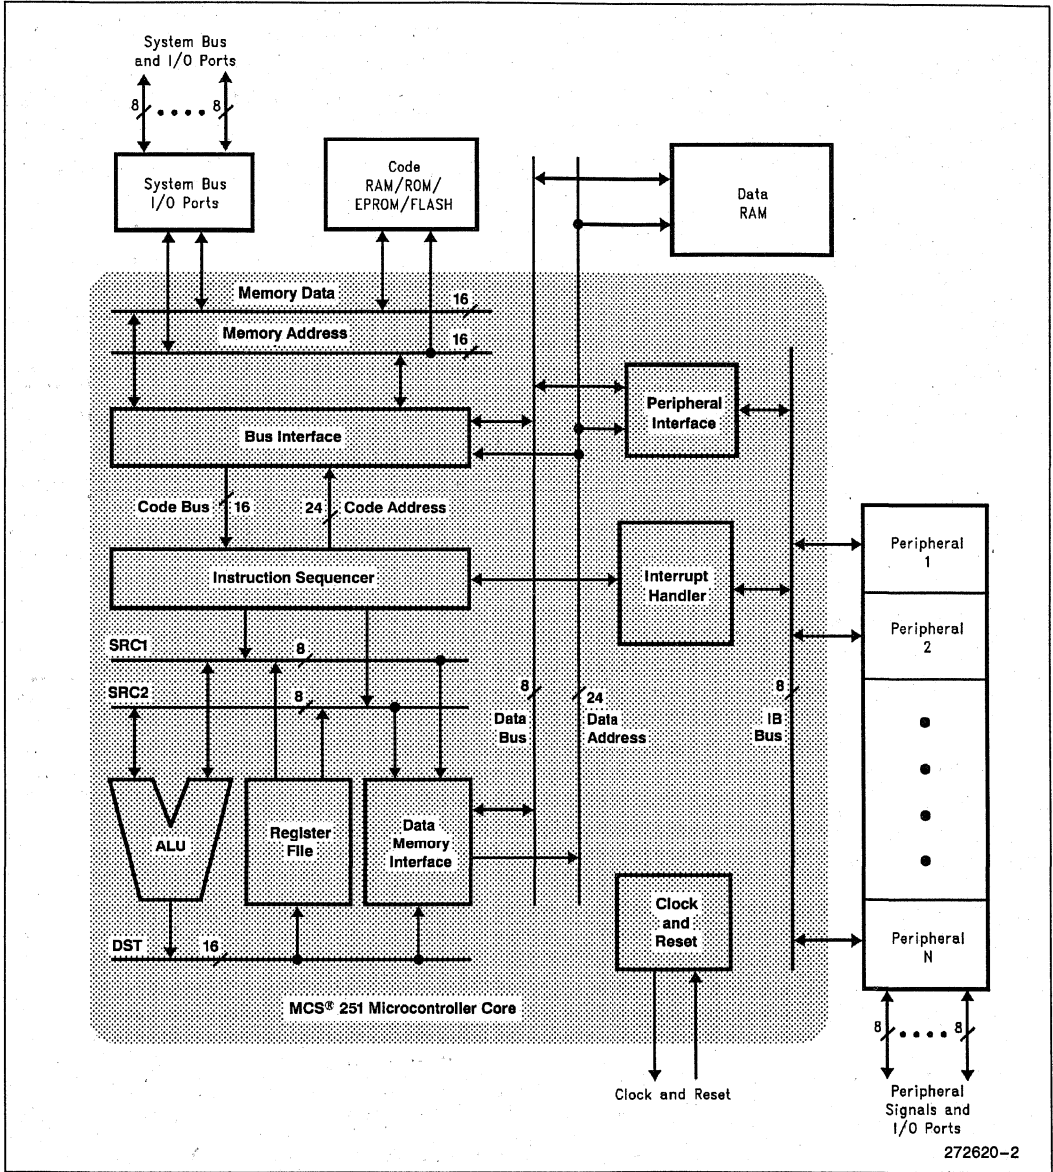 System Bus
and I/O Ports
8
8
System Bus
I/O Ports
Code
RAM/ROM/
EPROM/FLASH
Data
RAM
Memory Data
16
Memory Address
16
Bus Interface
Peripheral
Interface
Code Bus
16
24
Code Address
Instruction Sequencer
Interrupt
Handler
Peripheral
1
Peripheral
2
SRC1
8
SRC2
8
8
Data
Bus
24
Data
Address
8
IB
Bus
ALU
Register
File
Data
Memory
Interface
Clock
and
Reset
Peripheral
N
DST
16
MCS® 251 Microcontroller Core
8
8
Clock and Reset
Peripheral
Signals and
I/O Ports
272620-2